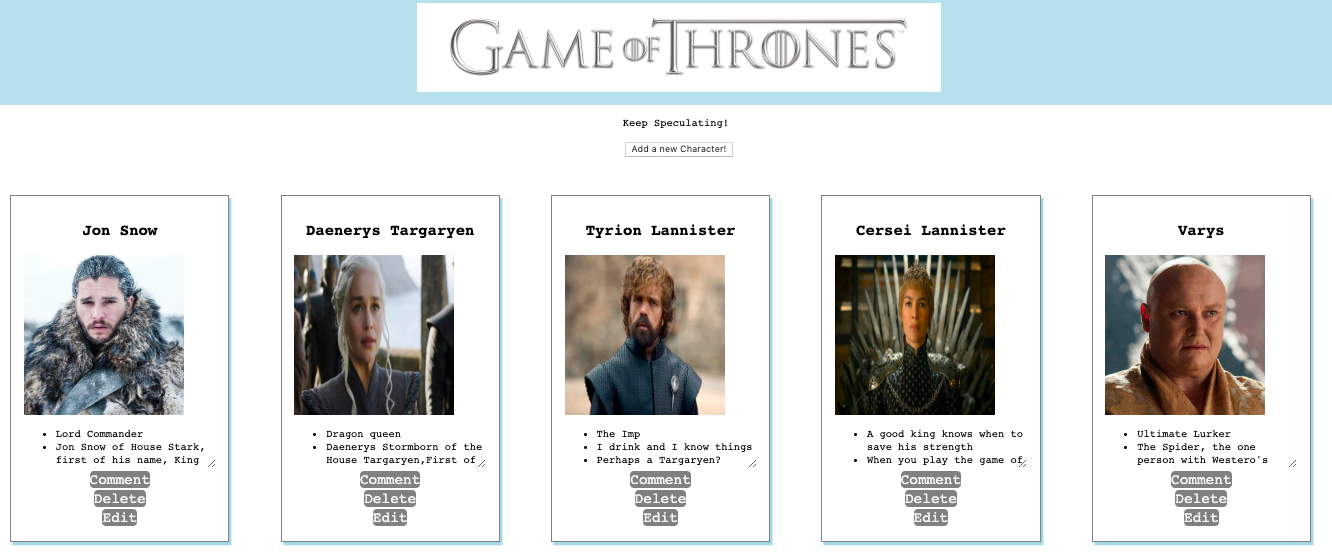 GAME OF THRONES
Keep Speculating!
Add a new Character!
Jon Snow
• Lord Commander
• Jon Snow of House Stark,
first of his name, King
Comment
Delete
Edit
Daenerys Targaryen
• Dragon queen
• Daenerys Stormborn of the
House Targaryen,First of
Comment
Delete
Edit
Tyrion Lannister
• The Imp
• I drink and I know things
• Perhaps a Targaryen?
Comment
Delete
Edit
Cersei Lannister
• A good king knows when to
save his strength
• When you play the game of
Comment
Delete
Edit
Varys
• Ultimate Lurker
• The Spider, the one
person with Westero's
Comment
Delete
Edit